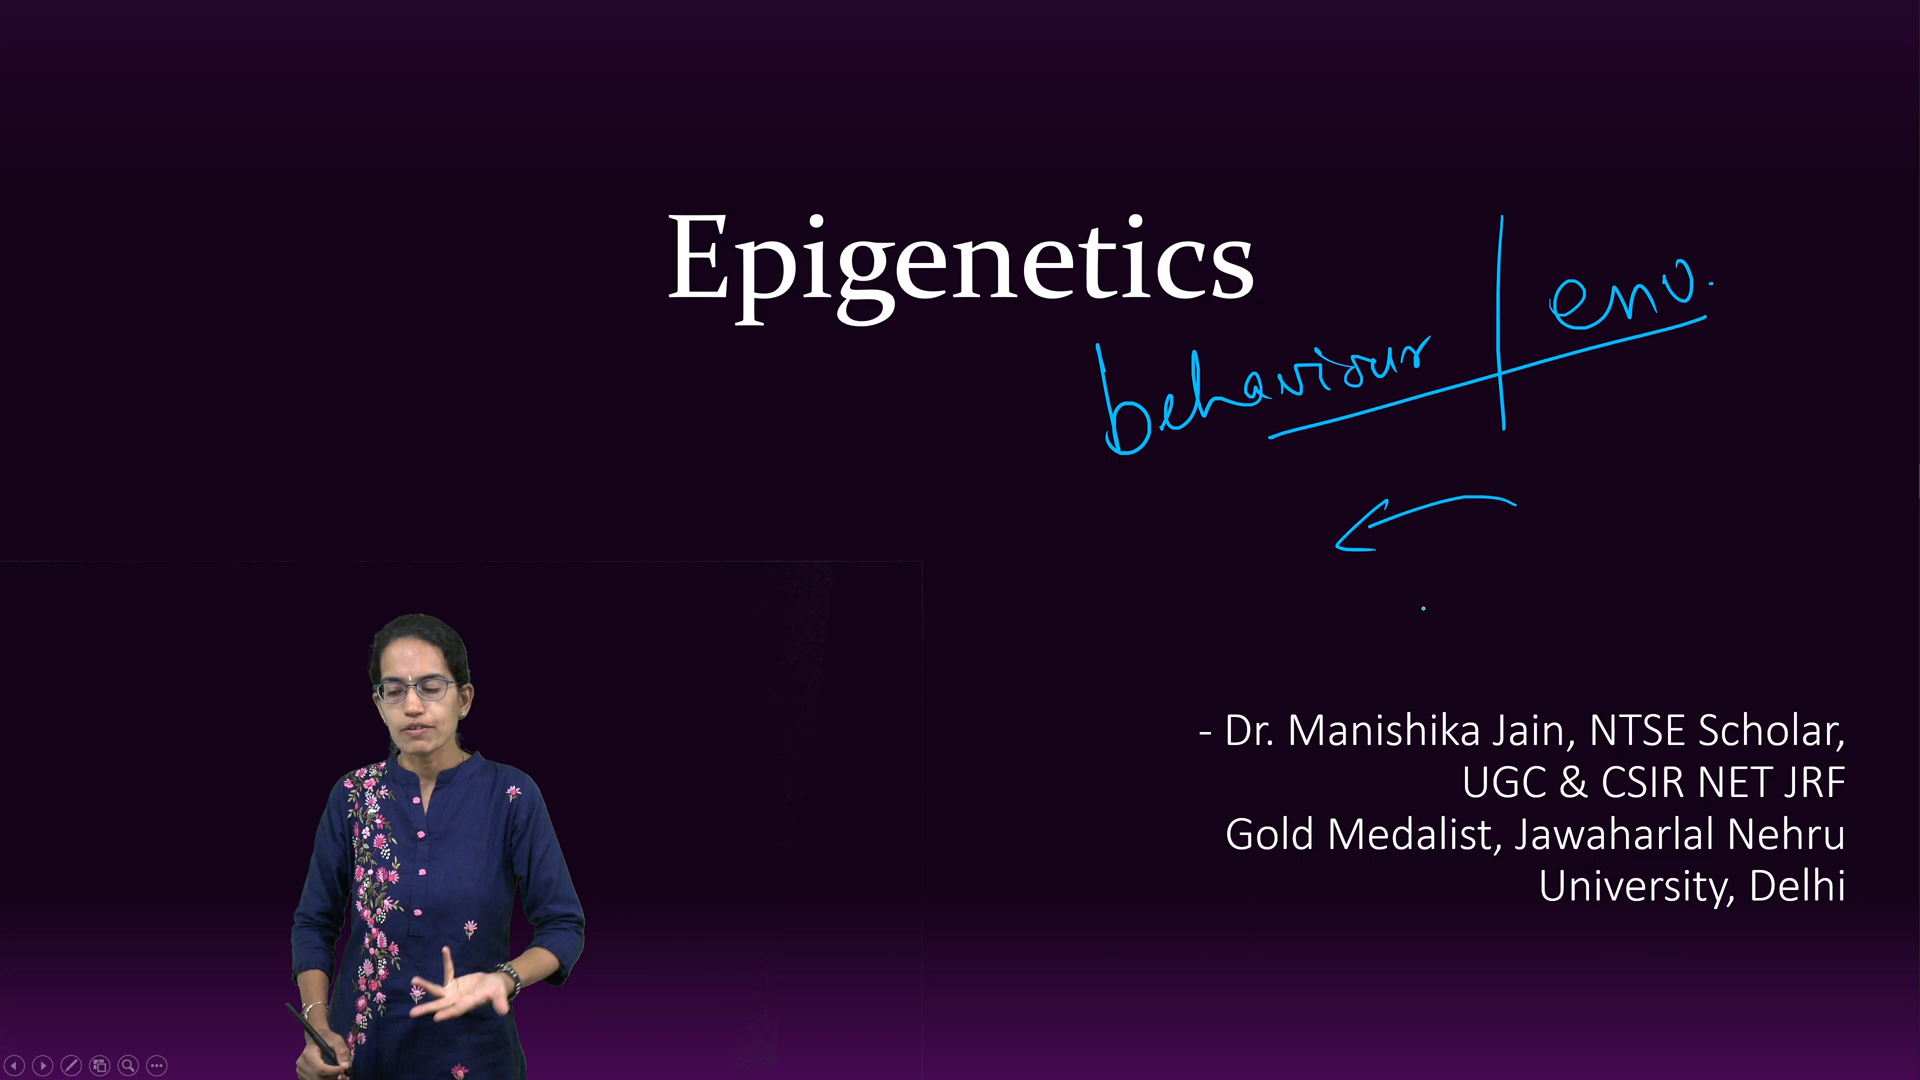 Epigenetics
behaviour env.
- Dr. Manishika Jain, NTSE Scholar,
UGC & CSIR NET JRF
Gold Medalist, Jawaharlal Nehru
University, Delhi